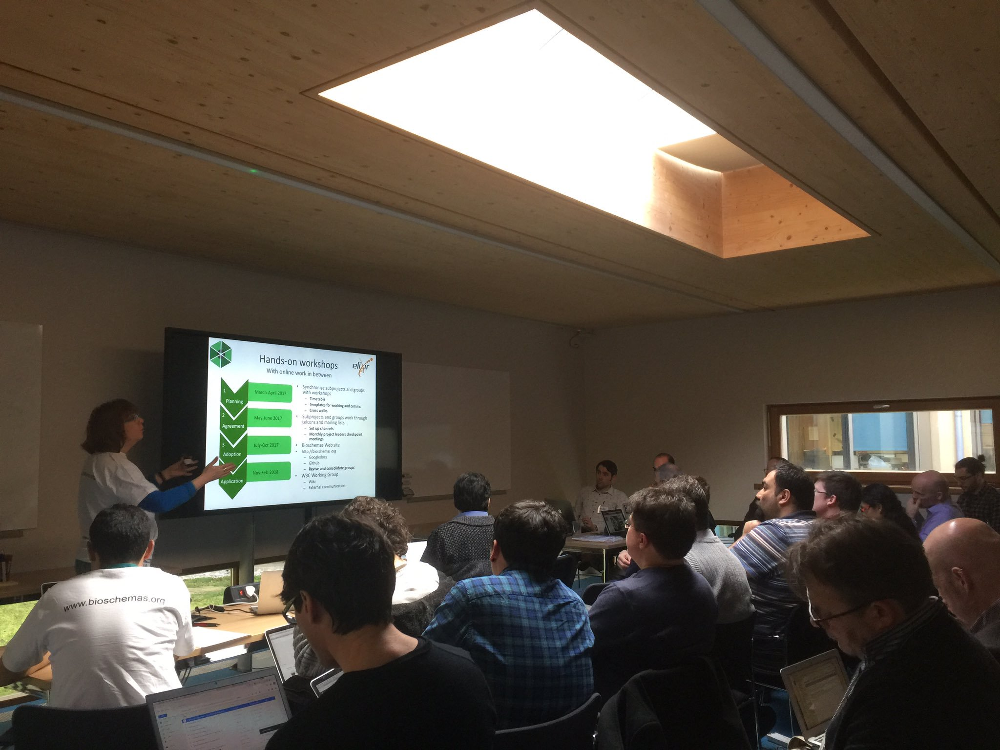 Hands-on workshops
With online work in between
elixir
1
Planning
March-April 2017
2
Agreement
May-June 2017
3
Adoption
July-Oct 2017
Application
Nov-Feb 2018
• Synchronise subprojects and groups
with workshops
– Timetable
– Templates for working and comms
– Cross walks
• Subprojects and groups work through
telcons and mailing lists
– Set up channels
– Monthly project leaders checkpoint
meetings
• Bioschemas Web site
• http://bioschemas.org
– Googledocs
– Github
– Revise and consolidate groups
• W3C Working Group
– Wiki
– External communication
www.bioschemas.org